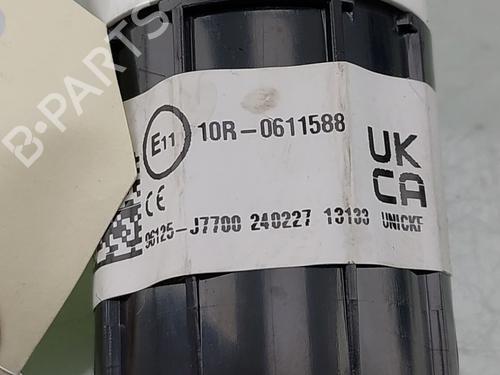 E11
10R-0611588
UK
CA
CE
96125-J7700 240227 13133 UNICKF
B-PARTS